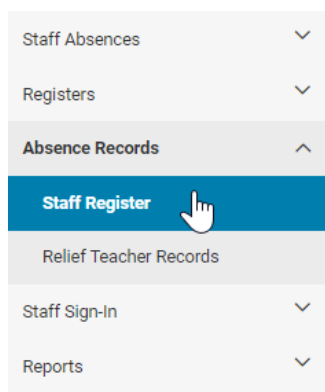 Staff Absences
Registers
Absence Records
Staff Register
Relief Teacher Records
Staff Sign-In
Reports